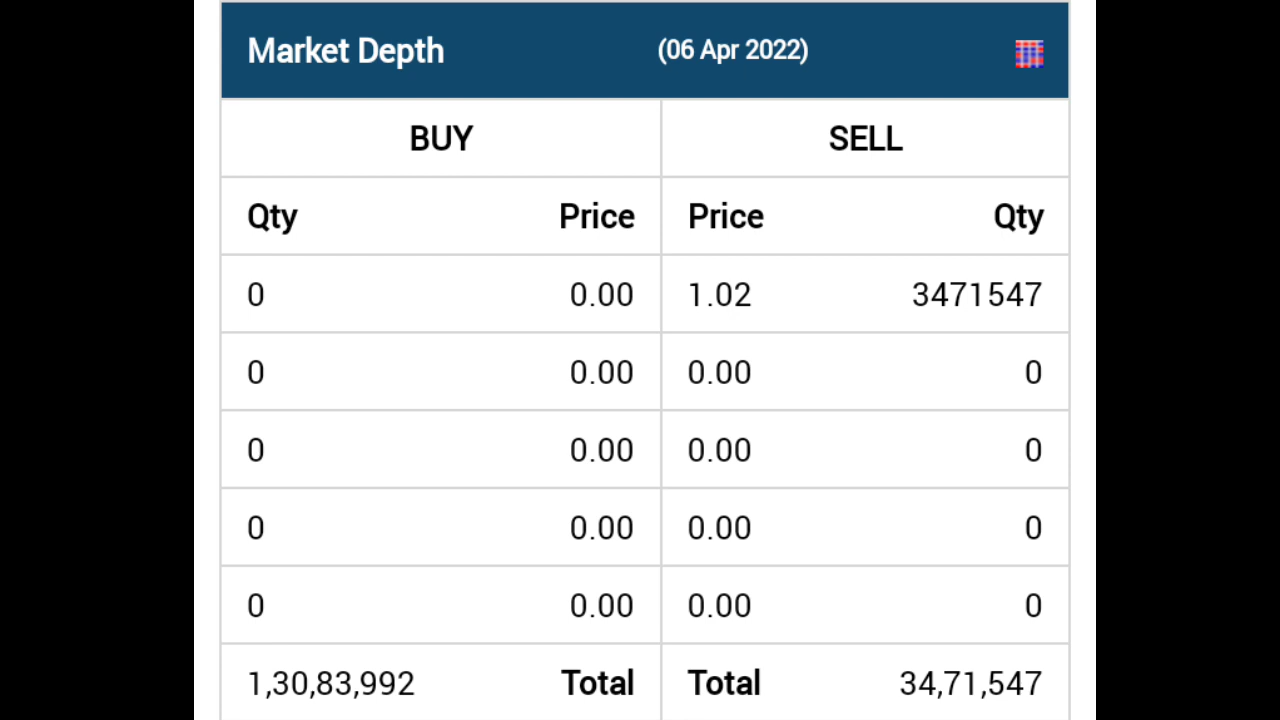 Market Depth (06 Apr 2022)
BUY SELL
Qty Price Price Qty
0 0.00 1.02 3471547
0 0.00 0.00 0
0 0.00 0.00 0
0 0.00 0.00 0
0 0.00 0.00 0
1,30,83,992 Total Total 34,71,547